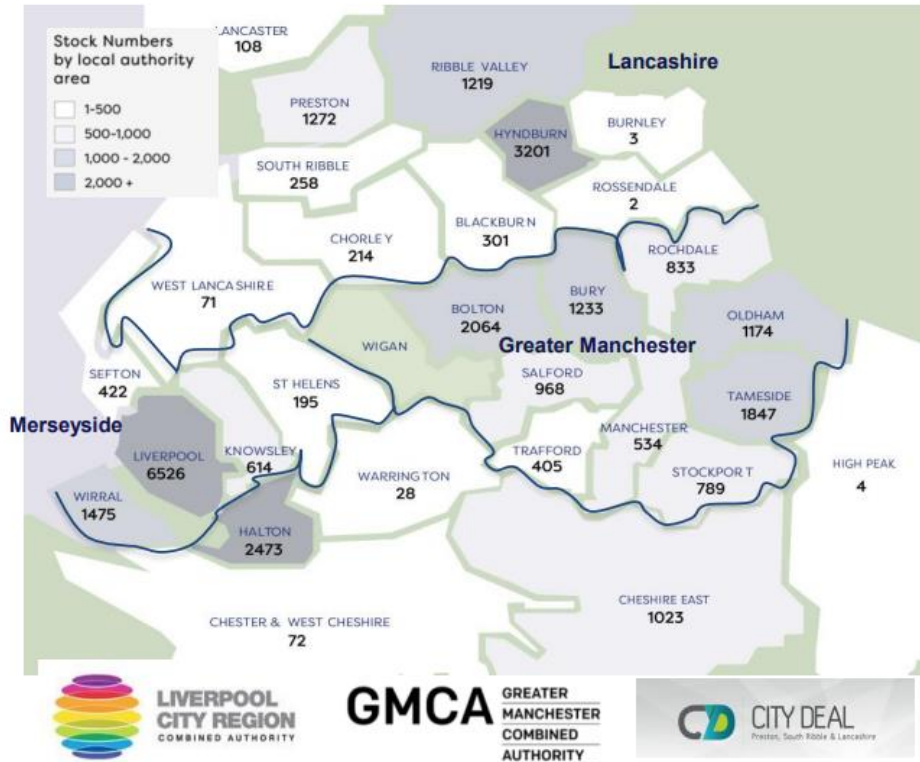 Stock Numbers
by local authority
area
1-500
500-1,000
1,000 - 2,000
2,000 +
LANCASTER
108
RIBBLE VALLEY
1219
Lancashire
PRESTON
1272
HYNDBURN
3201
BURNLEY
3
SOUTH RIBBLE
258
ROSSENDALE
2
BLACKBURN
301
CHORLEY
214
ROCHDALE
833
WEST LANCASHIRE
71
BOLTON
2064
BURY
1233
OLDHAM
1174
WIGAN
Greater Manchester
SEFTON
422
ST HELENS
195
SALFORD
968
TAMESIDE
1847
Merseyside
LIVERPOOL
6526
KNOWSLEY
614
WARRINGTON
28
TRAFFORD
405
MANCHESTER
534
STOCKPORT
789
HIGH PEAK
4
WIRRAL
1475
HALTON
2473
CHESHIRE EAST
1023
CHESTER & WEST CHESHIRE
72
LIVERPOOL
CITY REGION
COMBINED AUTHORITY
GMCA
GREATER
MANCHESTER
COMBINED
AUTHORITY
CITY DEAL
Preston, South Ribble & Lancashire